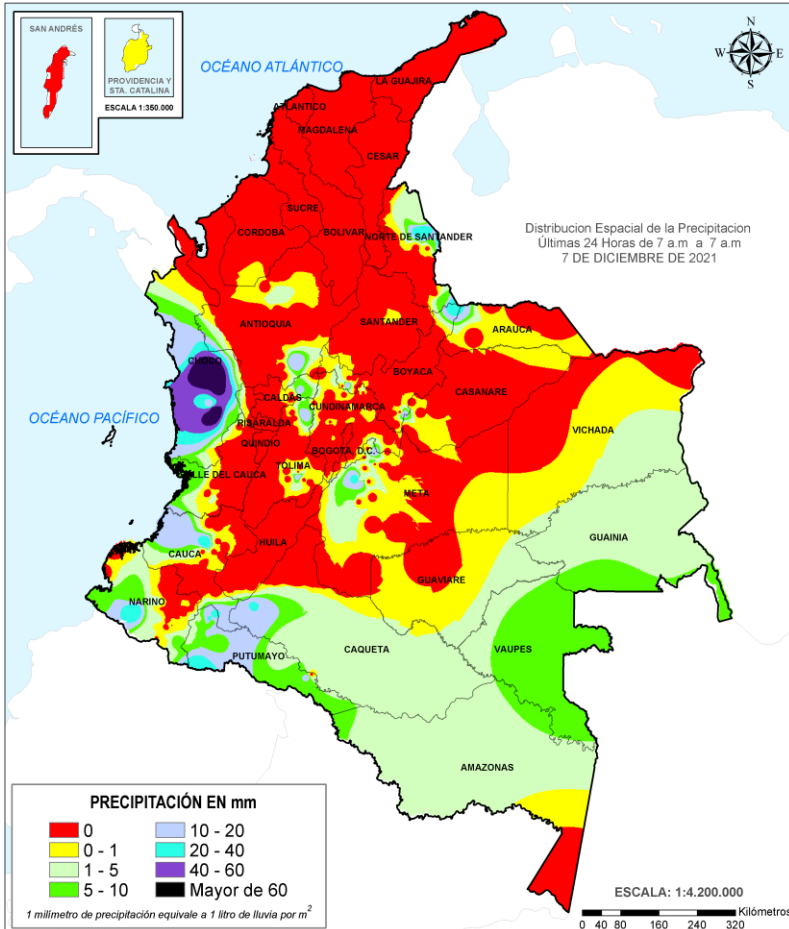 SAN ANDRÉS
PROVIDENCIA Y
STA. CATALINA
ESCALA 1:350.000
OCÉANO ATLÁNTICO
N
W
E
S
LA GUAJIRA
ATLANTICO
MAGDALENA
CESAR
SUCRE
CORDOBA
BOLIVAR
NORTE DE SANTANDER
Distribucion Espacial de la Precipitacion
Últimas 24 Horas de 7 a.m a 7 a.m
7 DE DICIEMBRE DE 2021
ANTIOQUIA
SANTANDER
ARAUCA
CHOCO
BOYACA
CASANARE
CALDAS
CUNDINAMARCA
OCÉANO PACÍFICO
RISARALDA
VICHADA
QUINDIO
BOGOTA, D.C.
TOLIMA
VALLE DEL CAUCA
META
GUAINIA
HUILA
CAUCA
GUAVIARE
NARINO
CAQUETA
VAUPES
PUTUMAYO
AMAZONAS
PRECIPITACIÓN EN mm
0
10 - 20
0 - 1
20 - 40
1 - 5
40 - 60
5 - 10
Mayor de 60
1 milímetro de precipitación equivale a 1 litro de lluvia por m²
ESCALA: 1:4.200.000
Kilómetros
0 40 80 160 240 320